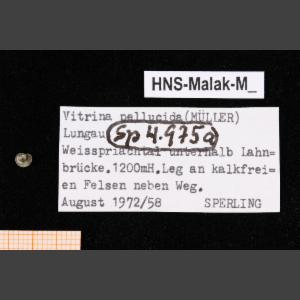 HNS-Malak-M_
Vitrina pellucida(MÜLLER)
Lungau
Sp 4.975a
Weisspriachtal unterhalb Lahn=
brücke.1200mH.Leg an kalkfrei=
en Felsen neben Weg.
August 1972/58 SPERLING